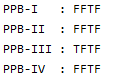 PPB-I   : FFTF
PPB-II  : FFTF
PPB-III : TFTF
PPB-IV  : FFTF